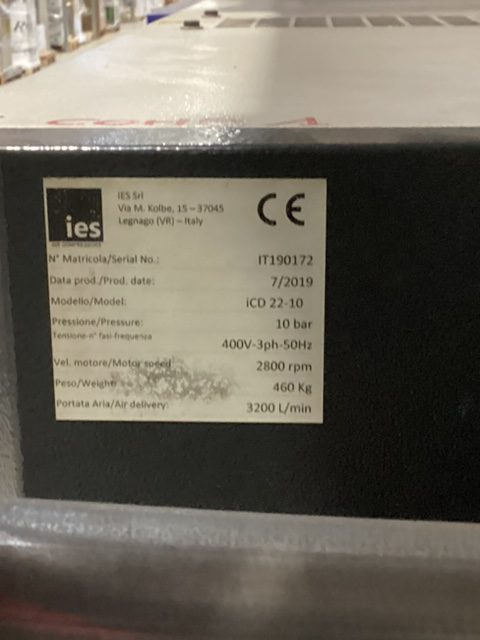 ies
IES Srl
Via M. Kolbe, 15 – 37045
Legnago (VR) – Italy
CE
N° Matricola/Serial No.: IT190172
Data prod./Prod. date: 7/2019
Modello/Model: iCD 22-10
Pressione/Pressure: 10 bar
Tensione-n° fasi-frequenza
400V-3ph-50Hz
Vel. motore/Motor speed 2800 rpm
Peso/Weight: 460 Kg
Portata Aria/Air delivery: 3200 L/min